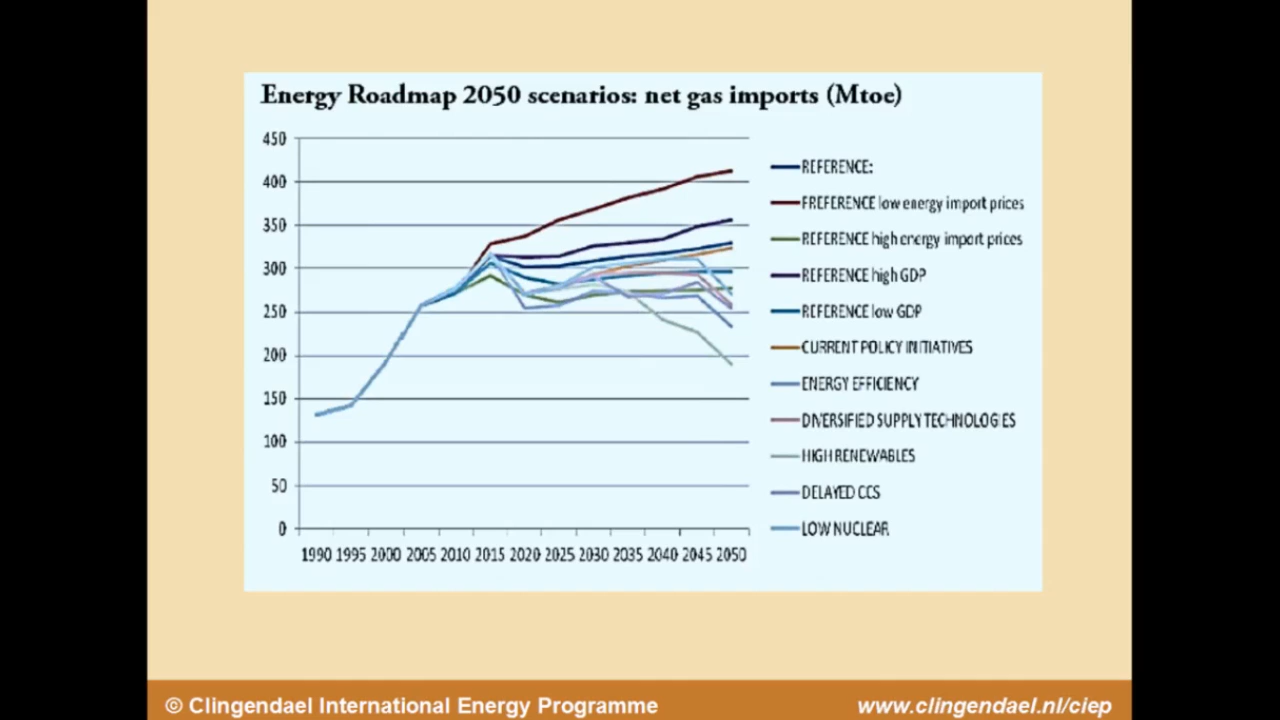 Energy Roadmap 2050 scenarios: net gas imports (Mtoe)
450
400
350
300
250
200
150
100
50
0
1990 1995 2000 2005 2010 2015 2020 2025 2030 2035 2040 2045 2050
REFERENCE:
FREFERENCE low energy import prices
REFERENCE high energy import prices
REFERENCE high GDP
REFERENCE low GDP
CURRENT POLICY INITIATIVES
ENERGY EFFICIENCY
DIVERSIFIED SUPPLY TECHNOLOGIES
HIGH RENEWABLES
DELAYED CCS
LOW NUCLEAR
© Clingendael International Energy Programme
www.clingendael.nl/ciep